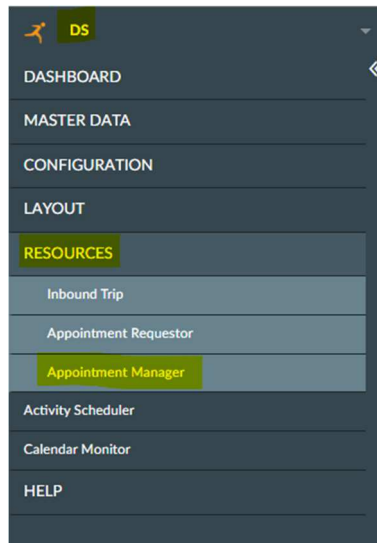 DS
DASHBOARD
MASTER DATA
CONFIGURATION
LAYOUT
RESOURCES
Inbound Trip
Appointment Requestor
Appointment Manager
Activity Scheduler
Calendar Monitor
HELP